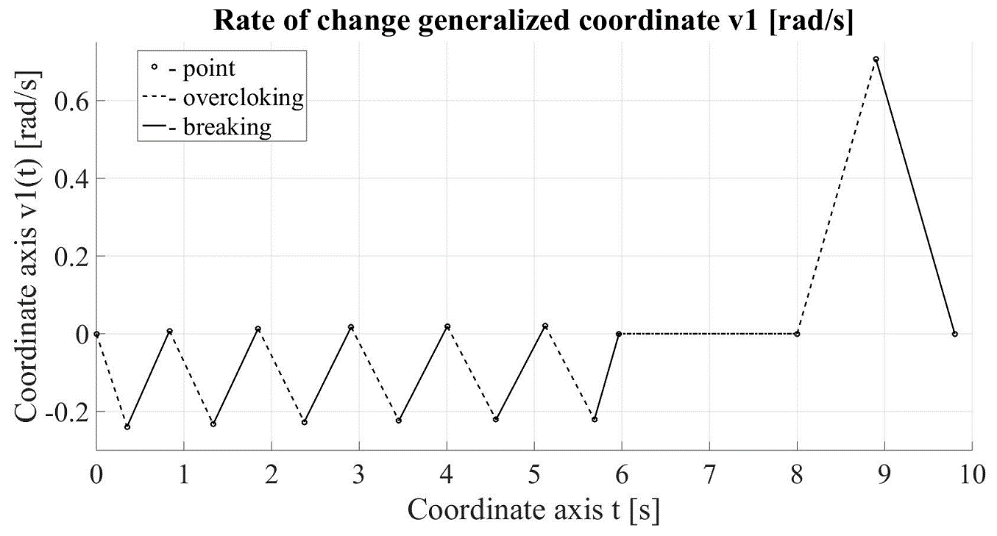 Rate of change generalized coordinate v1 [rad/s]
- point
- overcloking
- breaking
Coordinate axis v1(t) [rad/s]
0.6
0.4
0.2
0
-0.2
0 1 2 3 4 5 6 7 8 9 10
Coordinate axis t [s]